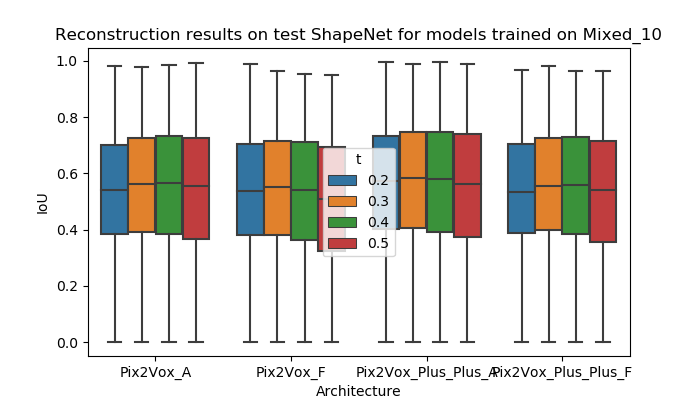 Reconstruction results on test ShapeNet for models trained on Mixed_10
1.0
0.8
0.6
0.4
0.2
0.0
IoU
t
0.2
0.3
0.4
0.5
Pix2Vox_A
Pix2Vox_F
Pix2Vox_Plus_Plus_A
Pix2Vox_Plus_Plus_F
Architecture